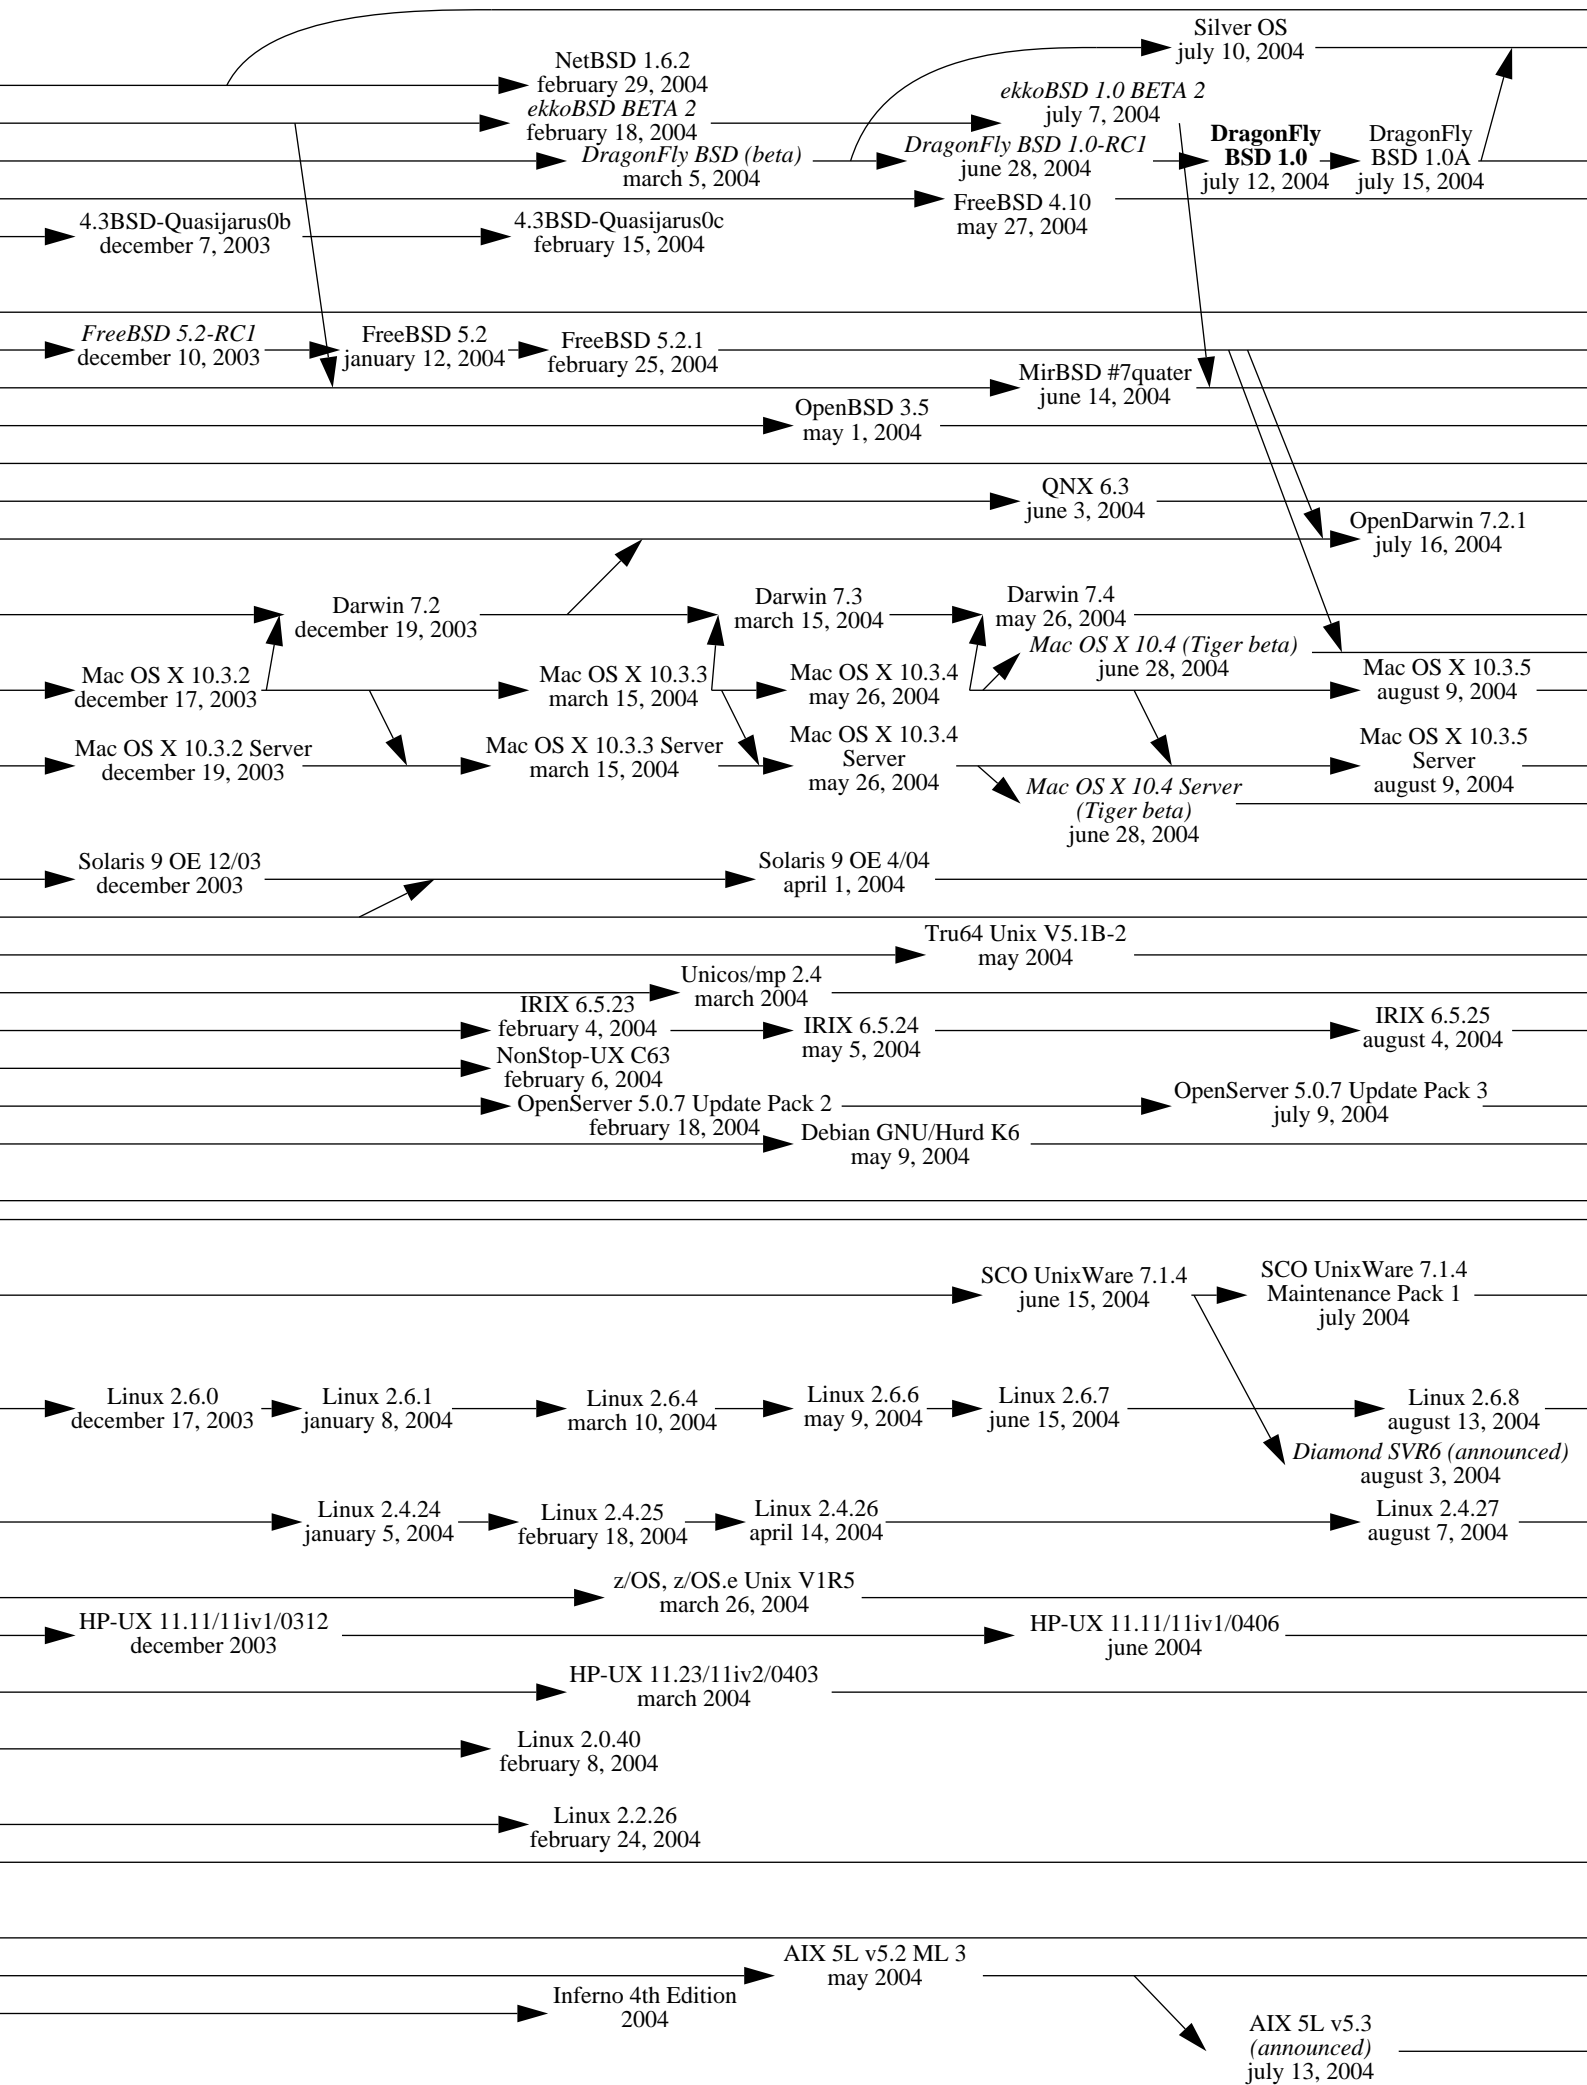 Silver OS
july 10, 2004
NetBSD 1.6.2
february 29, 2004
ekkoBSD BETA 2
february 18, 2004
ekkoBSD 1.0 BETA 2
july 7, 2004
DragonFly BSD (beta)
march 5, 2004
DragonFly BSD 1.0-RC1
june 28, 2004
DragonFly
BSD 1.0
july 12, 2004
DragonFly
BSD 1.0A
july 15, 2004
FreeBSD 4.10
may 27, 2004
4.3BSD-Quasijarus0b
december 7, 2003
4.3BSD-Quasijarus0c
february 15, 2004
FreeBSD 5.2-RC1
december 10, 2003
FreeBSD 5.2
january 12, 2004
FreeBSD 5.2.1
february 25, 2004
MirBSD #7quater
june 14, 2004
OpenBSD 3.5
may 1, 2004
QNX 6.3
june 3, 2004
OpenDarwin 7.2.1
july 16, 2004
Darwin 7.2
december 19, 2003
Darwin 7.3
march 15, 2004
Darwin 7.4
may 26, 2004
Mac OS X 10.4 (Tiger beta)
june 28, 2004
Mac OS X 10.3.2
december 17, 2003
Mac OS X 10.3.3
march 15, 2004
Mac OS X 10.3.4
may 26, 2004
Mac OS X 10.3.5
august 9, 2004
Mac OS X 10.3.2 Server
december 19, 2003
Mac OS X 10.3.3 Server
march 15, 2004
Mac OS X 10.3.4
Server
may 26, 2004
Mac OS X 10.3.5
Server
august 9, 2004
Mac OS X 10.4 Server
(Tiger beta)
june 28, 2004
Solaris 9 OE 12/03
december 2003
Solaris 9 OE 4/04
april 1, 2004
Tru64 Unix V5.1B-2
may 2004
Unicos/mp 2.4
march 2004
IRIX 6.5.23
february 4, 2004
IRIX 6.5.24
may 5, 2004
IRIX 6.5.25
august 4, 2004
NonStop-UX C63
february 6, 2004
OpenServer 5.0.7 Update Pack 2
february 18, 2004
OpenServer 5.0.7 Update Pack 3
july 9, 2004
Debian GNU/Hurd K6
may 9, 2004
SCO UnixWare 7.1.4
june 15, 2004
SCO UnixWare 7.1.4
Maintenance Pack 1
july 2004
Linux 2.6.0
december 17, 2003
Linux 2.6.1
january 8, 2004
Linux 2.6.4
march 10, 2004
Linux 2.6.6
may 9, 2004
Linux 2.6.7
june 15, 2004
Linux 2.6.8
august 13, 2004
Diamond SVR6 (announced)
august 3, 2004
Linux 2.4.24
january 5, 2004
Linux 2.4.25
february 18, 2004
Linux 2.4.26
april 14, 2004
Linux 2.4.27
august 7, 2004
z/OS, z/OS.e Unix V1R5
march 26, 2004
HP-UX 11.11/11iv1/0312
december 2003
HP-UX 11.11/11iv1/0406
june 2004
HP-UX 11.23/11iv2/0403
march 2004
Linux 2.0.40
february 8, 2004
Linux 2.2.26
february 24, 2004
AIX 5L v5.2 ML 3
may 2004
Inferno 4th Edition
2004
AIX 5L v5.3
(announced)
july 13, 2004